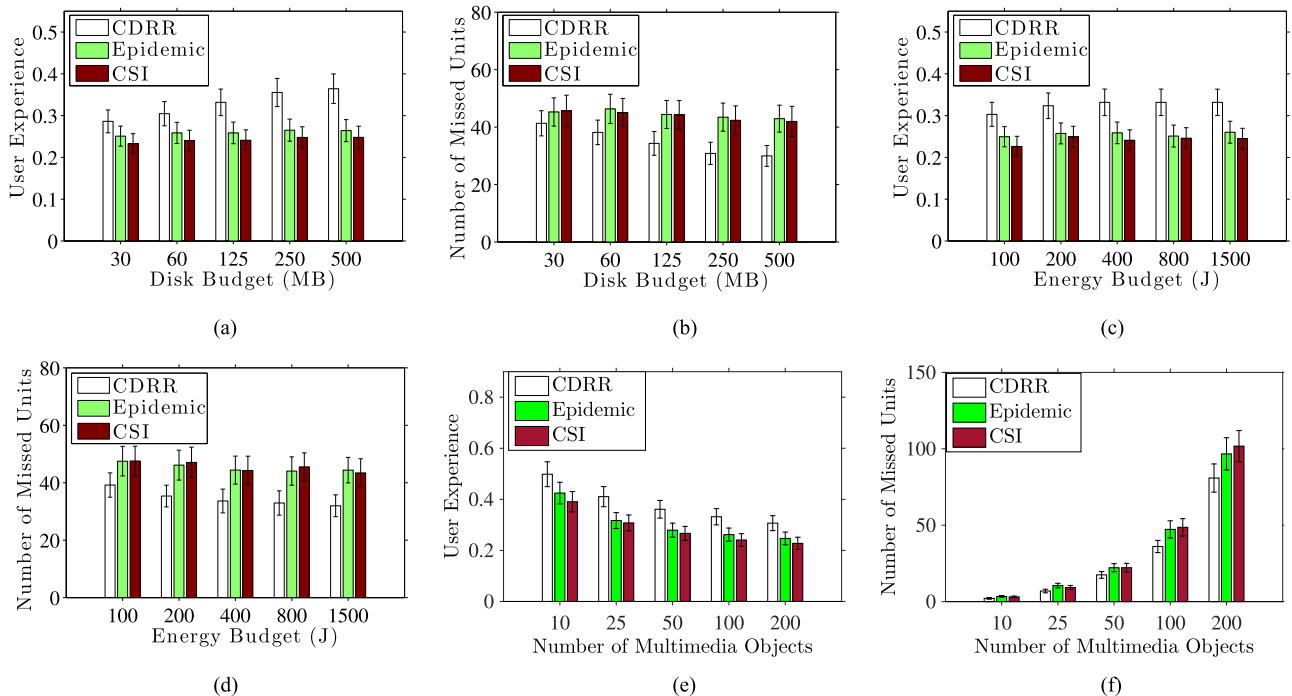 0.5
0.4
0.3
0.2
0.1
0
User Experience
CDRR
Epidemic
CSI
30 60 125 250 500
Disk Budget (MB)
(a)
80
60
40
20
0
Number of Missed Units
CDRR
Epidemic
CSI
30 60 125 250 500
Disk Budget (MB)
(b)
0.5
0.4
0.3
0.2
0.1
0
User Experience
CDRR
Epidemic
CSI
100 200 400 800 1500
Energy Budget (J)
(c)
80
60
40
20
0
Number of Missed Units
CDRR
Epidemic
CSI
100 200 400 800 1500
Energy Budget (J)
(d)
0.8
0.6
0.4
0.2
0
User Experience
CDRR
Epidemic
CSI
10 25 50 100 200
Number of Multimedia Objects
(e)
150
100
50
0
Number of Missed Units
CDRR
Epidemic
CSI
10 25 50 100 200
Number of Multimedia Objects
(f)